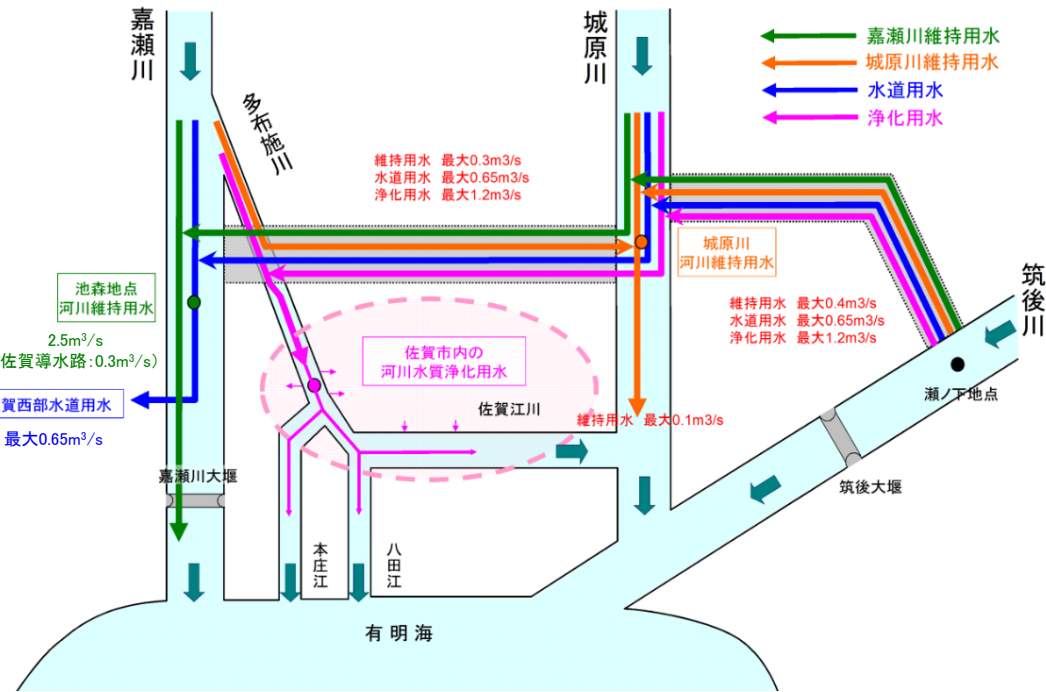 嘉瀬川
城原川
嘉瀬川維持用水
城原川維持用水
水道用水
浄化用水
多布施川
維持用水 最大0.3m3/s
水道用水 最大0.65m3/s
浄化用水 最大1.2m3/s
城原川
河川維持用水
筑後川
池森地点
河川維持用水
2.5m³/s
佐賀導水路:0.3m³/s）
維持用水 最大0.4m3/s
水道用水 最大0.65m3/s
浄化用水 最大1.2m3/s
佐賀市内の
河川水質浄化用水
瀬ノ下地点
賀西部水道用水
最大0.65m³/s
佐賀江川
維持用水 最大0.1m3/s
嘉瀬川大堰
筑後大堰
本庄江
八田江
有明海